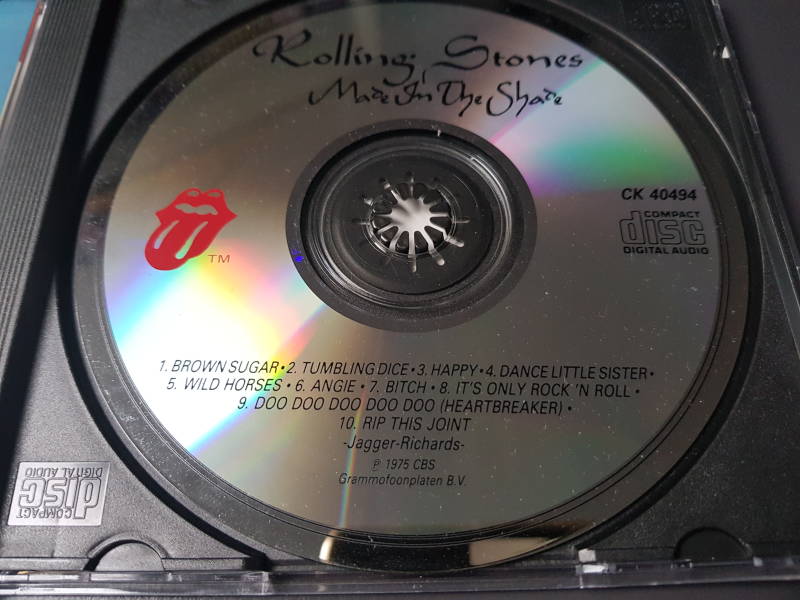 Rolling Stones
Made In The Shade
CK 40494
COMPACT
disc
DIGITAL AUDIO
TM
1. BROWN SUGAR • 2. TUMBLING DICE • 3. HAPPY • 4. DANCE LITTLE SISTER •
5. WILD HORSES • 6. ANGIE • 7. BITCH • 8. IT'S ONLY ROCK 'N ROLL •
9. DOO DOO DOO DOO DOO (HEARTBREAKER) •
10. RIP THIS JOINT
-Jagger-Richards-
℗ 1975 CBS
Grammofoonplaten B.V.
COMPACT
disc
DIGITAL AUDIO